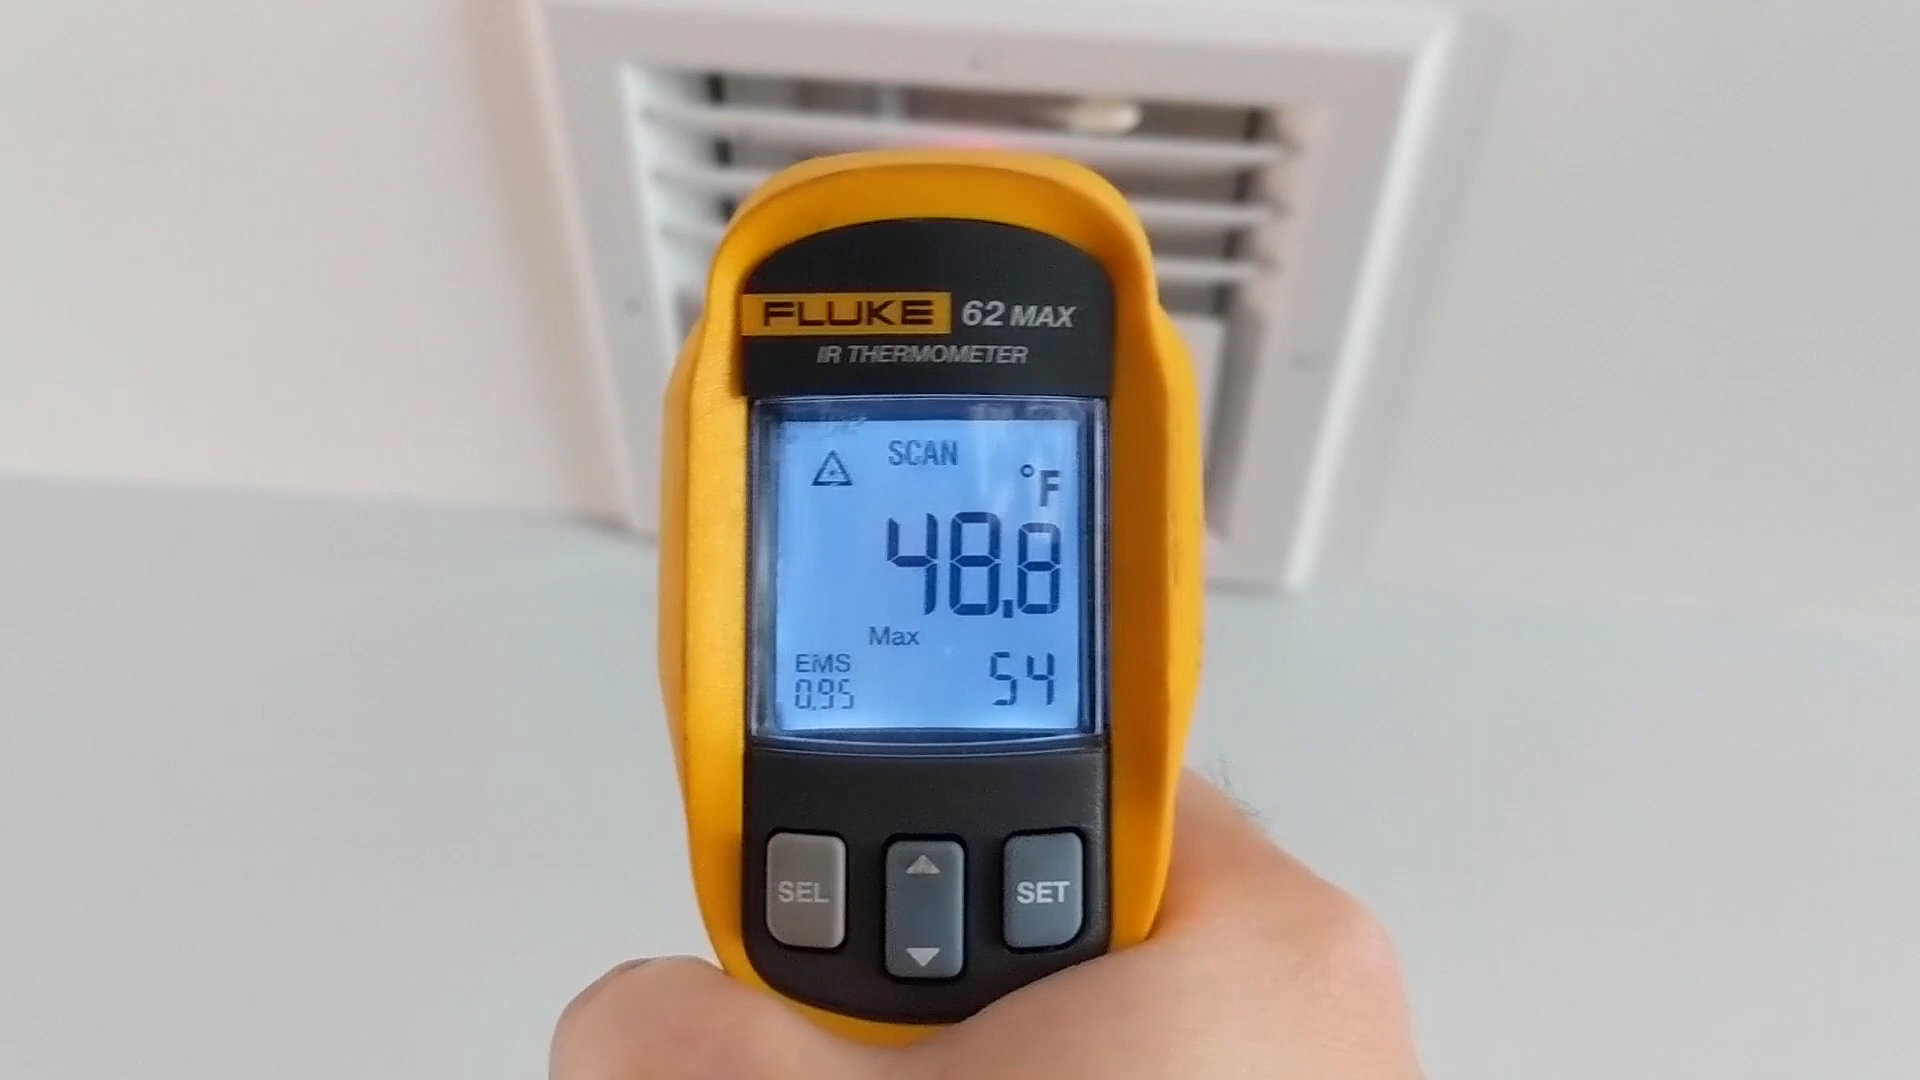 FLUKE 62 MAX
IR THERMOMETER
SCAN
°F
48.8
Max
EMS
0.95
54
SEL
SET